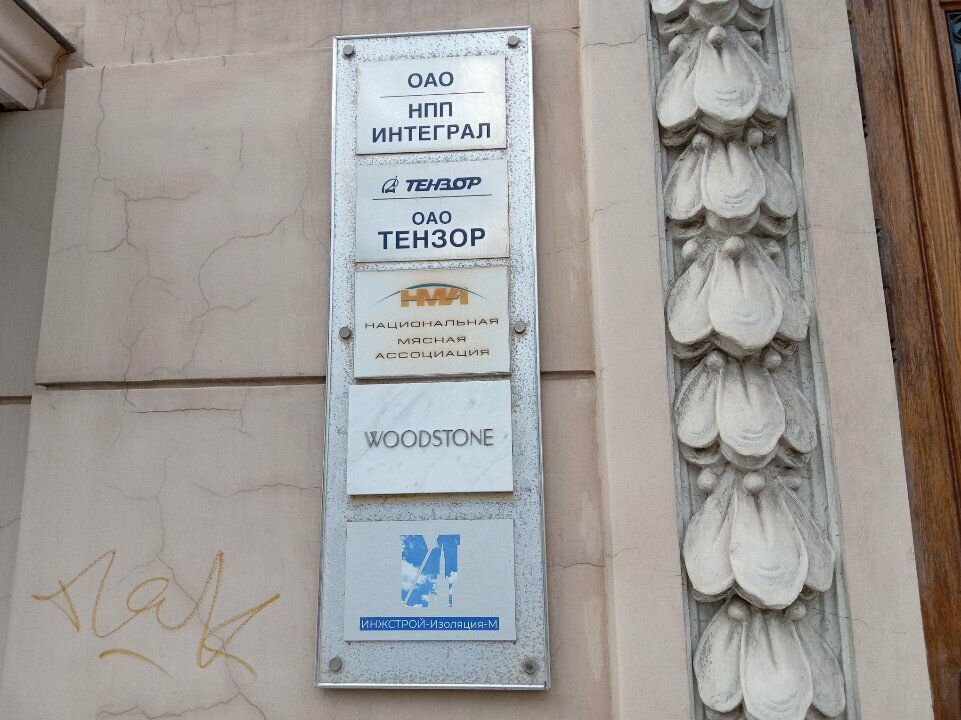 ОАО
НПП
ИНТЕГРАЛ
ТЕНЗОР
ОАО
ТЕНЗОР
НМА
НАЦИОНАЛЬНАЯ
МЯСНАЯ
АССОЦИАЦИЯ
WOODSTONE
ИНЖСТРОЙ-Изоляция-М